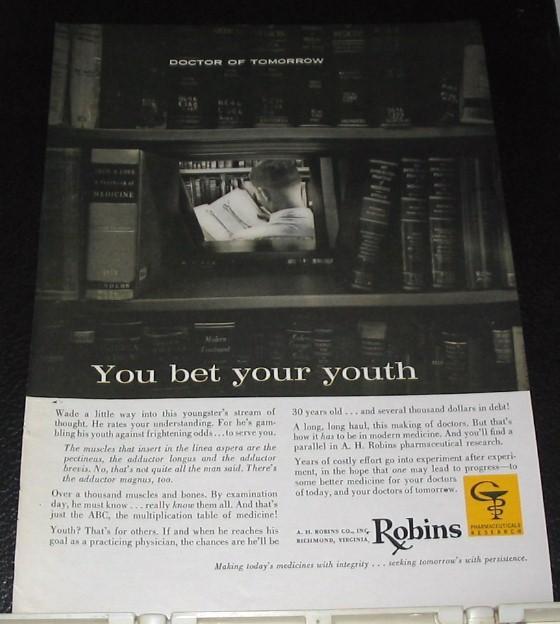 DOCTOR OF TOMORROW
MEDICINE
You bet your youth
Wade a little way into this youngster's stream of
thought. He rates your understanding. For he's gam-
bling his youth against frightening odds...to serve you.
The muscles that insert in the linea aspera are the
pectineus, the adductor longus and the adductor
brevis. No, that's not quite all the man said. There's
the adductor magnus, too.
Over a thousand muscles and bones. By examination
day, he must know . . . really know them all. And that's
just the ABC, the multiplication table of medicine!
Youth? That's for others. If and when he reaches his
goal as a practicing physician, the chances are he'll be
30 years old . . . and several thousand dollars in debt!
A long, long haul, this making of doctors. But that's
how it has to be in modern medicine. And you'll find a
parallel in A. H. Robins pharmaceutical research.
Years of costly effort go into experiment after experi-
ment, in the hope that one may lead to progress—to
some better medicine for your doctors
of today, and your doctors of tomorrow.
A. H. ROBINS CO., INC.
RICHMOND, VIRGINIA
Robins
PHARMACEUTICALS
RESEARCH
Making today's medicines with integrity . . . seeking tomorrow's with persistence.